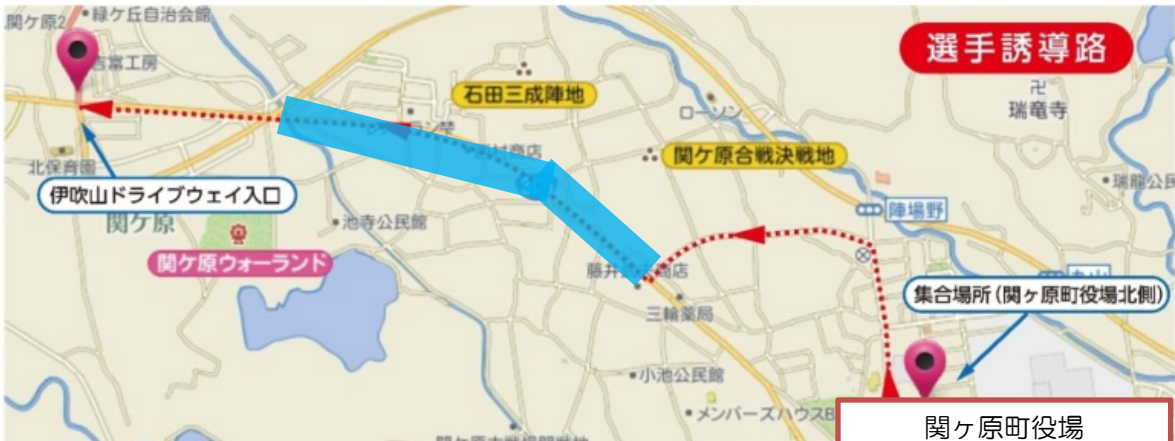 関ケ原2
緑ケ丘自治会館
選手誘導路
吉富工房
石田三成陣地
卍
瑞竜寺
ローソン
北保育園
関ケ原合戦決戦地
伊吹山ドライブウェイ入口
瑞龍公民
関ケ原
池寺公民館
陣場野
関ケ原ウォーランド
集合場所(関ヶ原町役場北側)
三輪薬局
小池公民館
メンバーズハウスB
関ヶ原町役場